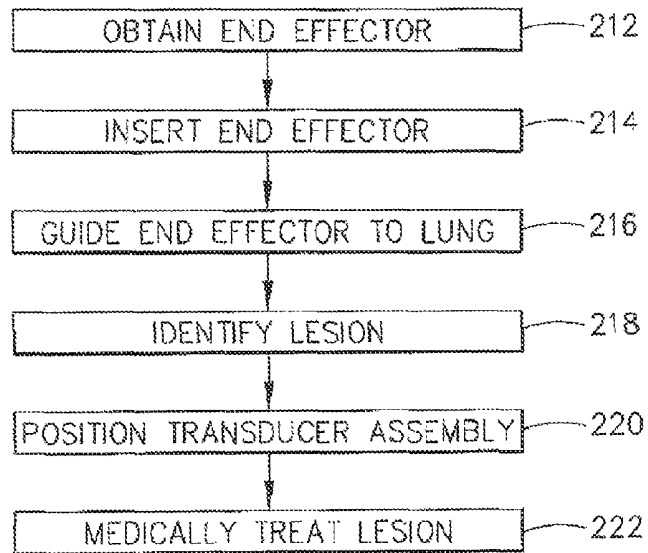 OBTAIN END EFFECTOR 212
INSERT END EFFECTOR 214
GUIDE END EFFECTOR TO LUNG 216
IDENTIFY LESION 218
POSITION TRANSDUCER ASSEMBLY 220
MEDICALLY TREAT LESION 222